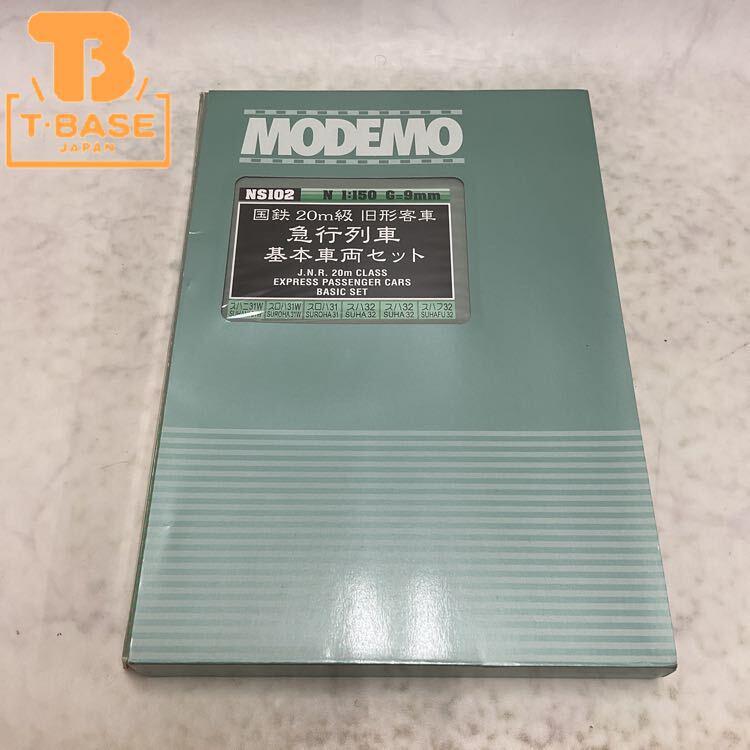 TB
T·BASE
JAPAN
MODEMO
NS102 N 1:150 G=9mm
国鉄 20m級 旧形客車
急行列車
基本車両セット
J.N.R. 20m CLASS
EXPRESS PASSENGER CARS
BASIC SET
スハニ31W スロハ31W スロハ31 スハ32 スハ32 スハフ32
SUROHA31W SUROHA31 SUHA32 SUHA32 SUHAFU32